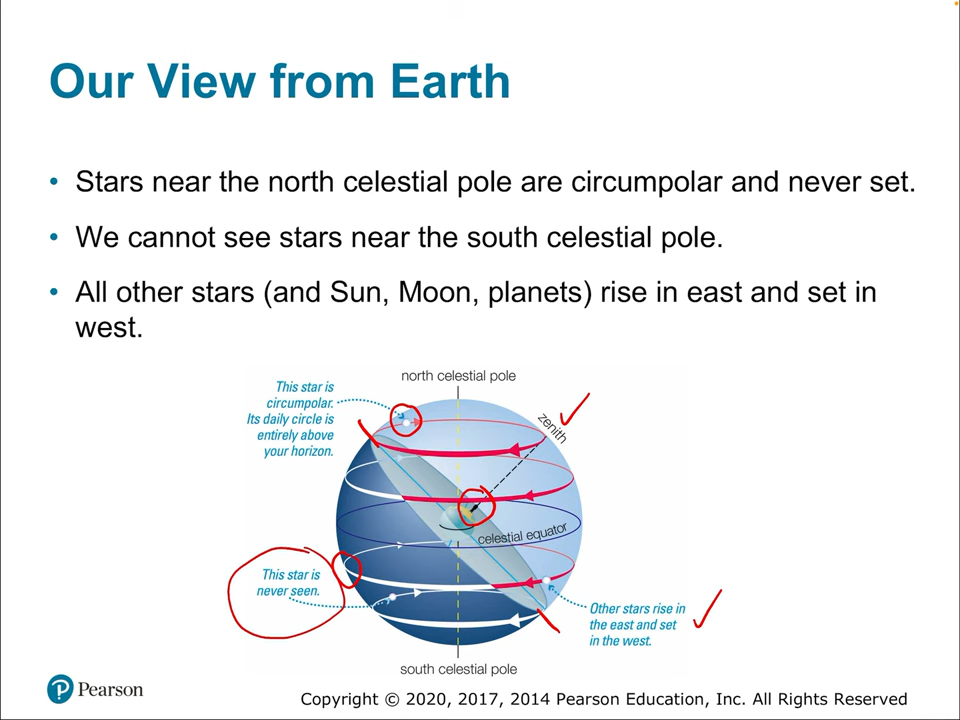 Our View from Earth
• Stars near the north celestial pole are circumpolar and never set.
• We cannot see stars near the south celestial pole.
• All other stars (and Sun, Moon, planets) rise in east and set in
west.
north celestial pole
This star is
circumpolar.
Its daily circle is
entirely above
your horizon.
zenith
celestial equator
This star is
never seen.
Other stars rise in
the east and set
in the west.
south celestial pole
P Pearson
Copyright © 2020, 2017, 2014 Pearson Education, Inc. All Rights Reserved